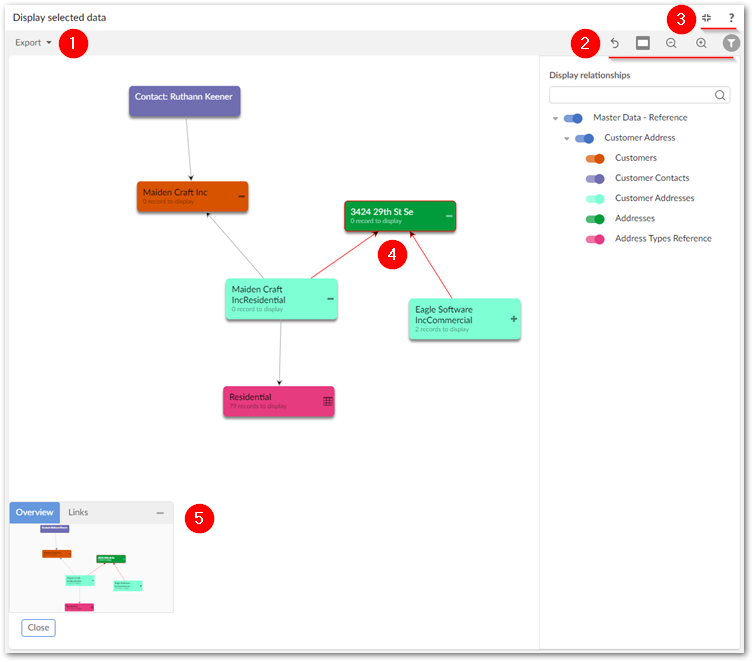 Display selected data
3
?
Export
1
2
Display relationships
Contact: Ruthann Keener
Master Data - Reference
Customer Address
Customers
Customer Contacts
Customer Addresses
Addresses
Address Types Reference
Maiden Craft Inc
0 record to display
3424 29th St Se
0 record to display
4
Maiden Craft
IncResidential
0 record to display
Eagle Software
IncCommercial
2 records to display
Residential
79 records to display
Overview
Links
5
Close